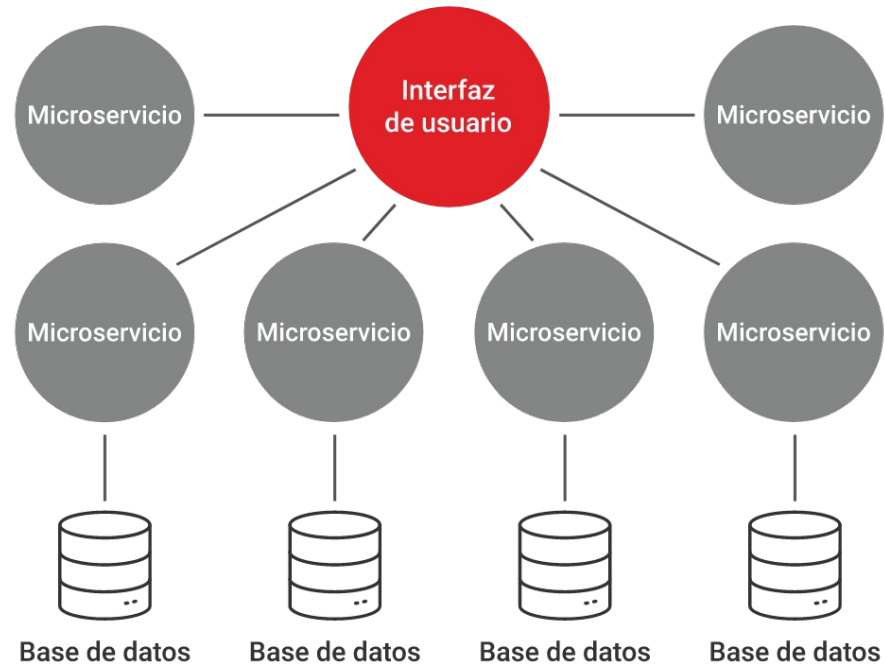 Microservicio
Interfaz
de usuario
Microservicio
Microservicio
Microservicio
Microservicio
Microservicio
Base de datos
Base de datos
Base de datos
Base de datos